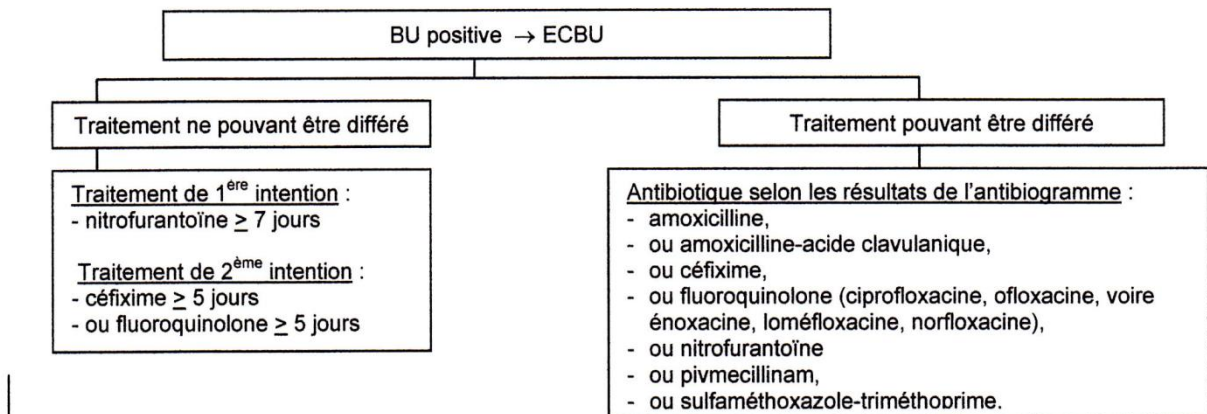 BU positive → ECBU
Traitement ne pouvant être différé
Traitement pouvant être différé
Traitement de 1ère intention :
- nitrofurantoïne ≥ 7 jours
Traitement de 2ème intention :
- céfixime ≥ 5 jours
- ou fluoroquinolone ≥ 5 jours
Antibiotique selon les résultats de l'antibiogramme :
- amoxicilline,
- ou amoxicilline-acide clavulanique,
- ou céfixime,
- ou fluoroquinolone (ciprofloxacine, ofloxacine, voire
énoxacine, loméfloxacine, norfloxacine),
- ou nitrofurantoïne
- ou pivmecillinam,
- ou sulfaméthoxazole-triméthoprime.